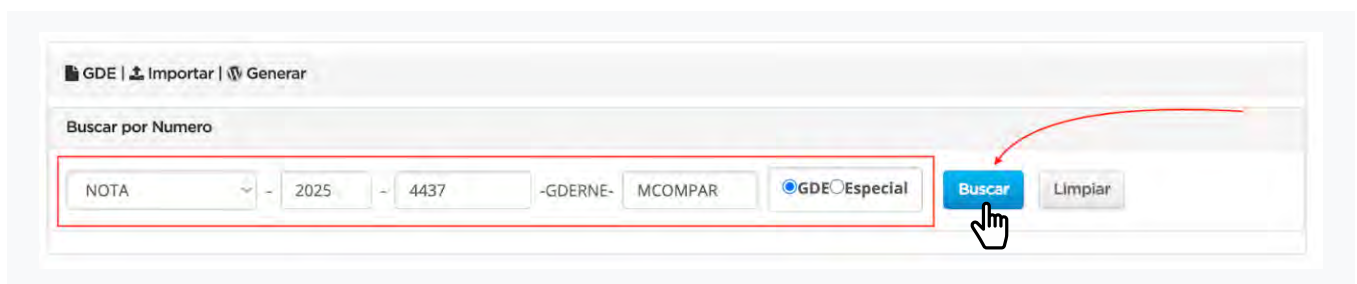 GDE | Importar | Generar
Buscar por Numero
NOTA - 2025 - 4437 -GDERNE- MCOMPAR GDE Especial Buscar Limpiar